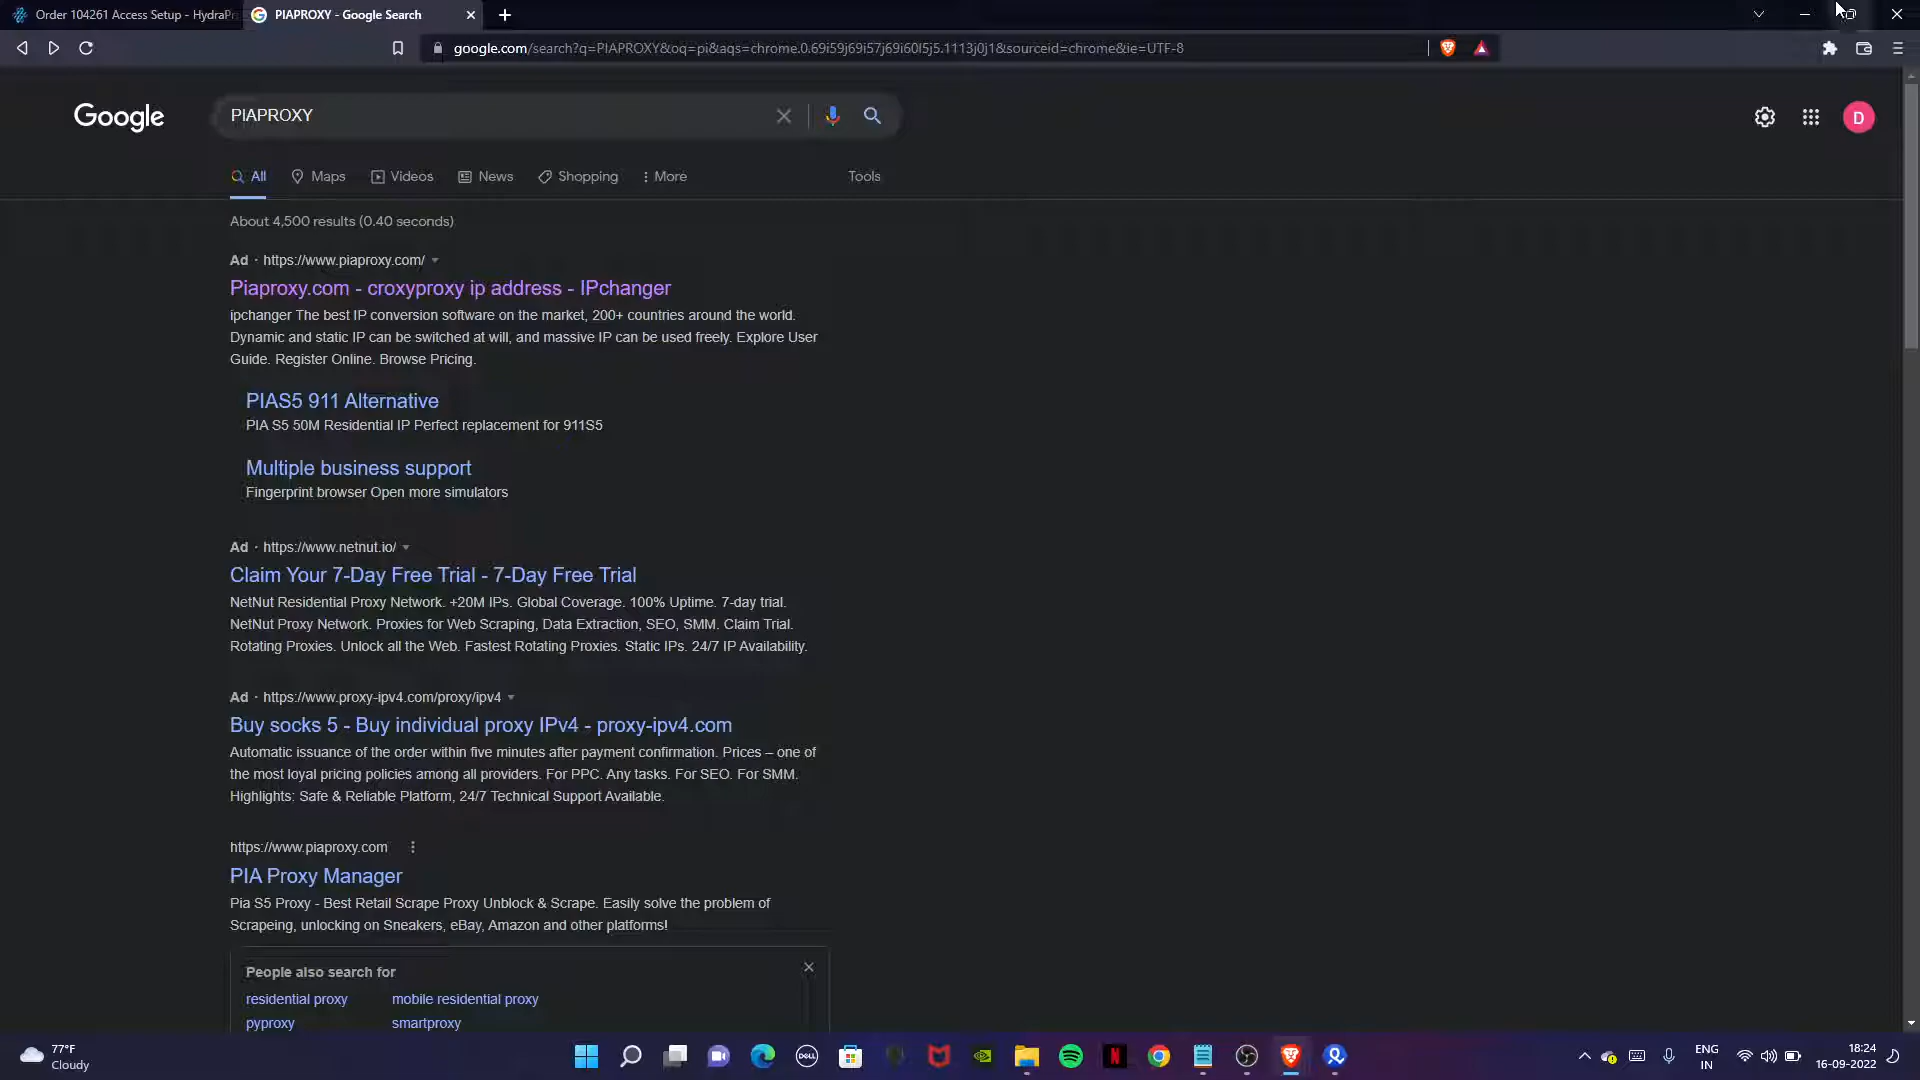 Order 104261 Access Setup - HydraPr
PIAPROXY - Google Search
google.com/search?q=PIAPROXY&oq=pi&aqs=chrome.0.69i59j69i57j69i60l5j5.1113j0j1&sourceid=chrome&ie=UTF-8
Google
PIAPROXY
D
All
Maps
Videos
News
Shopping
More
Tools
About 4,500 results (0.40 seconds)
Ad · https://www.piaproxy.com/
Piaproxy.com - croxyproxy ip address - IPchanger
ipchanger The best IP conversion software on the market, 200+ countries around the world.
Dynamic and static IP can be switched at will, and massive IP can be used freely. Explore User
Guide. Register Online. Browse Pricing.
PIAS5 911 Alternative
PIA S5 50M Residential IP Perfect replacement for 911S5
Multiple business support
Fingerprint browser Open more simulators
Ad · https://www.netnut.io/
Claim Your 7-Day Free Trial - 7-Day Free Trial
NetNut Residential Proxy Network. +20M IPs. Global Coverage. 100% Uptime. 7-day trial.
NetNut Proxy Network. Proxies for Web Scraping, Data Extraction, SEO, SMM. Claim Trial.
Rotating Proxies. Unlock all the Web. Fastest Rotating Proxies. Static IPs. 24/7 IP Availability.
Ad · https://www.proxy-ipv4.com/proxy/ipv4
Buy socks 5 - Buy individual proxy IPv4 - proxy-ipv4.com
Automatic issuance of the order within five minutes after payment confirmation. Prices – one of
the most loyal pricing policies among all providers. For PPC. Any tasks. For SEO. For SMM.
Highlights: Safe & Reliable Platform, 24/7 Technical Support Available.
https://www.piaproxy.com
PIA Proxy Manager
Pia S5 Proxy - Best Retail Scrape Proxy Unblock & Scrape. Easily solve the problem of
Scrapeing, unlocking on Sneakers, eBay, Amazon and other platforms!
People also search for
residential proxy
mobile residential proxy
pyproxy
smartproxy
77°F
Cloudy
DELL
N
ENG
IN
18:24
16-09-2022